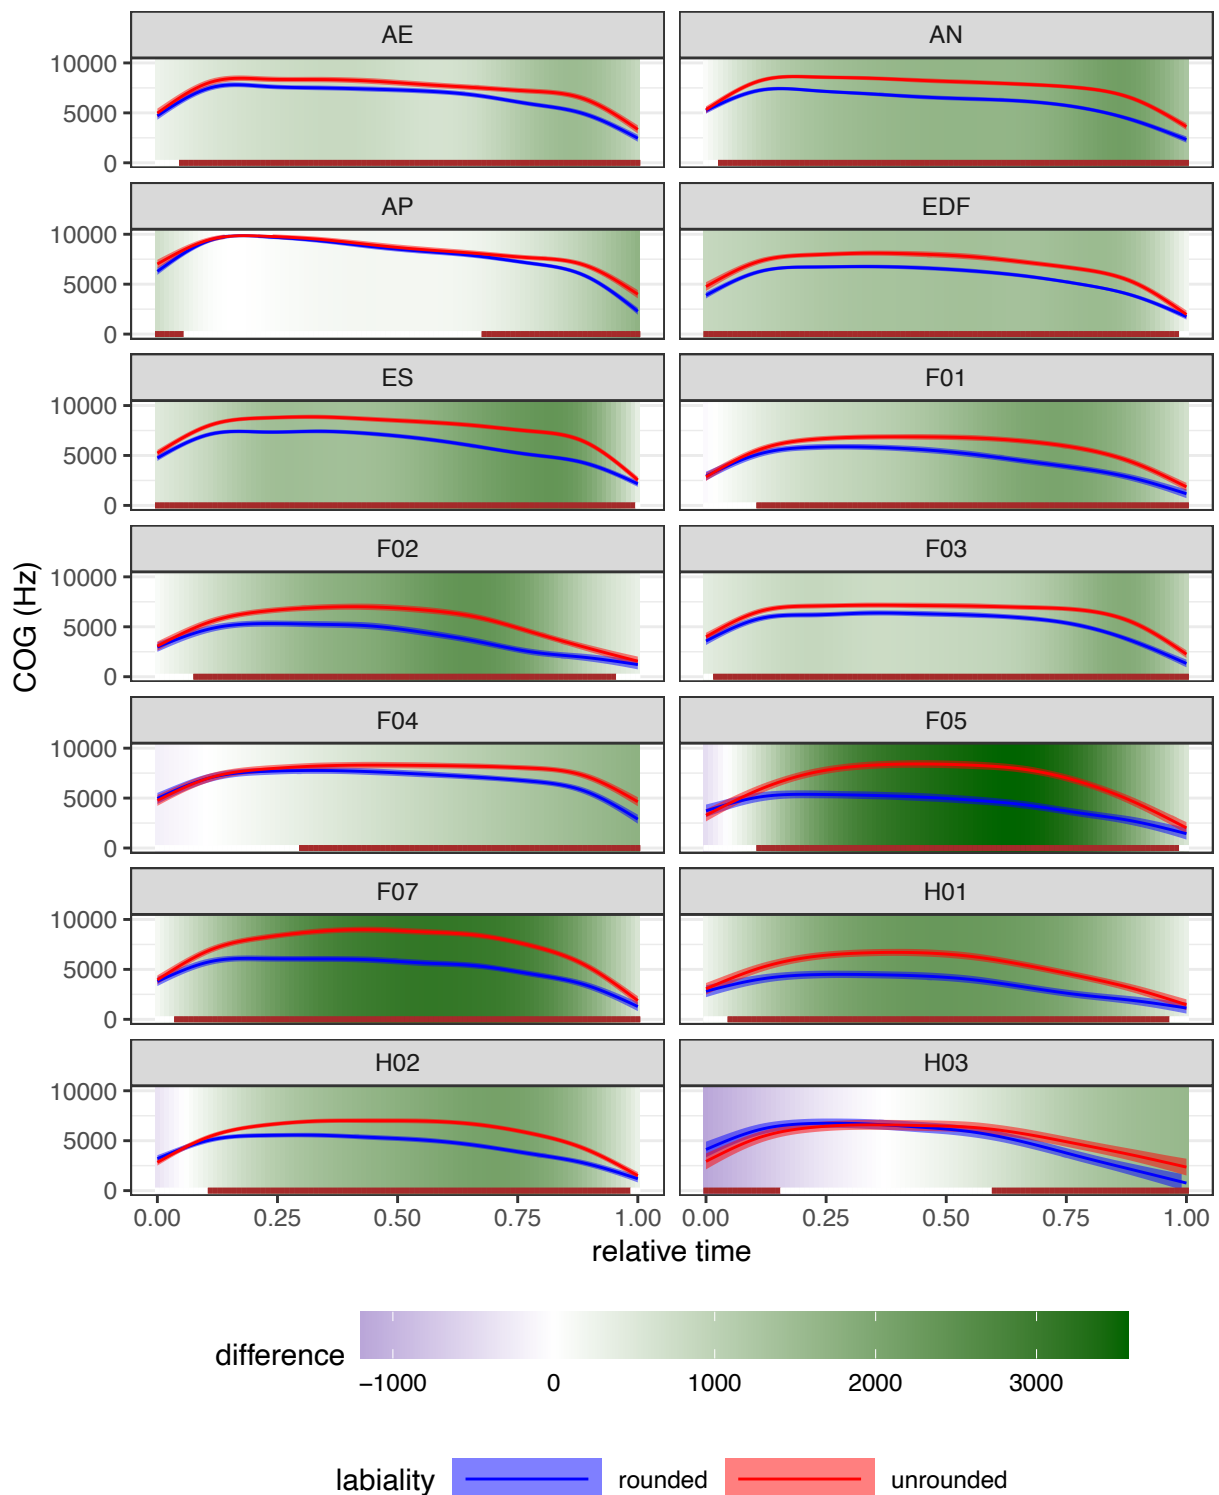 AE AN
10000
5000
0
AP EDF
10000
5000
0
ES F01
10000
5000
0
F02 F03
10000
5000
0
COG (Hz)
F04 F05
10000
5000
0
F07 H01
10000
5000
0
H02 H03
10000
5000
0
0.00 0.25 0.50 0.75 1.00 0.00 0.25 0.50 0.75 1.00
relative time
difference
−1000 0 1000 2000 3000
labiality rounded unrounded